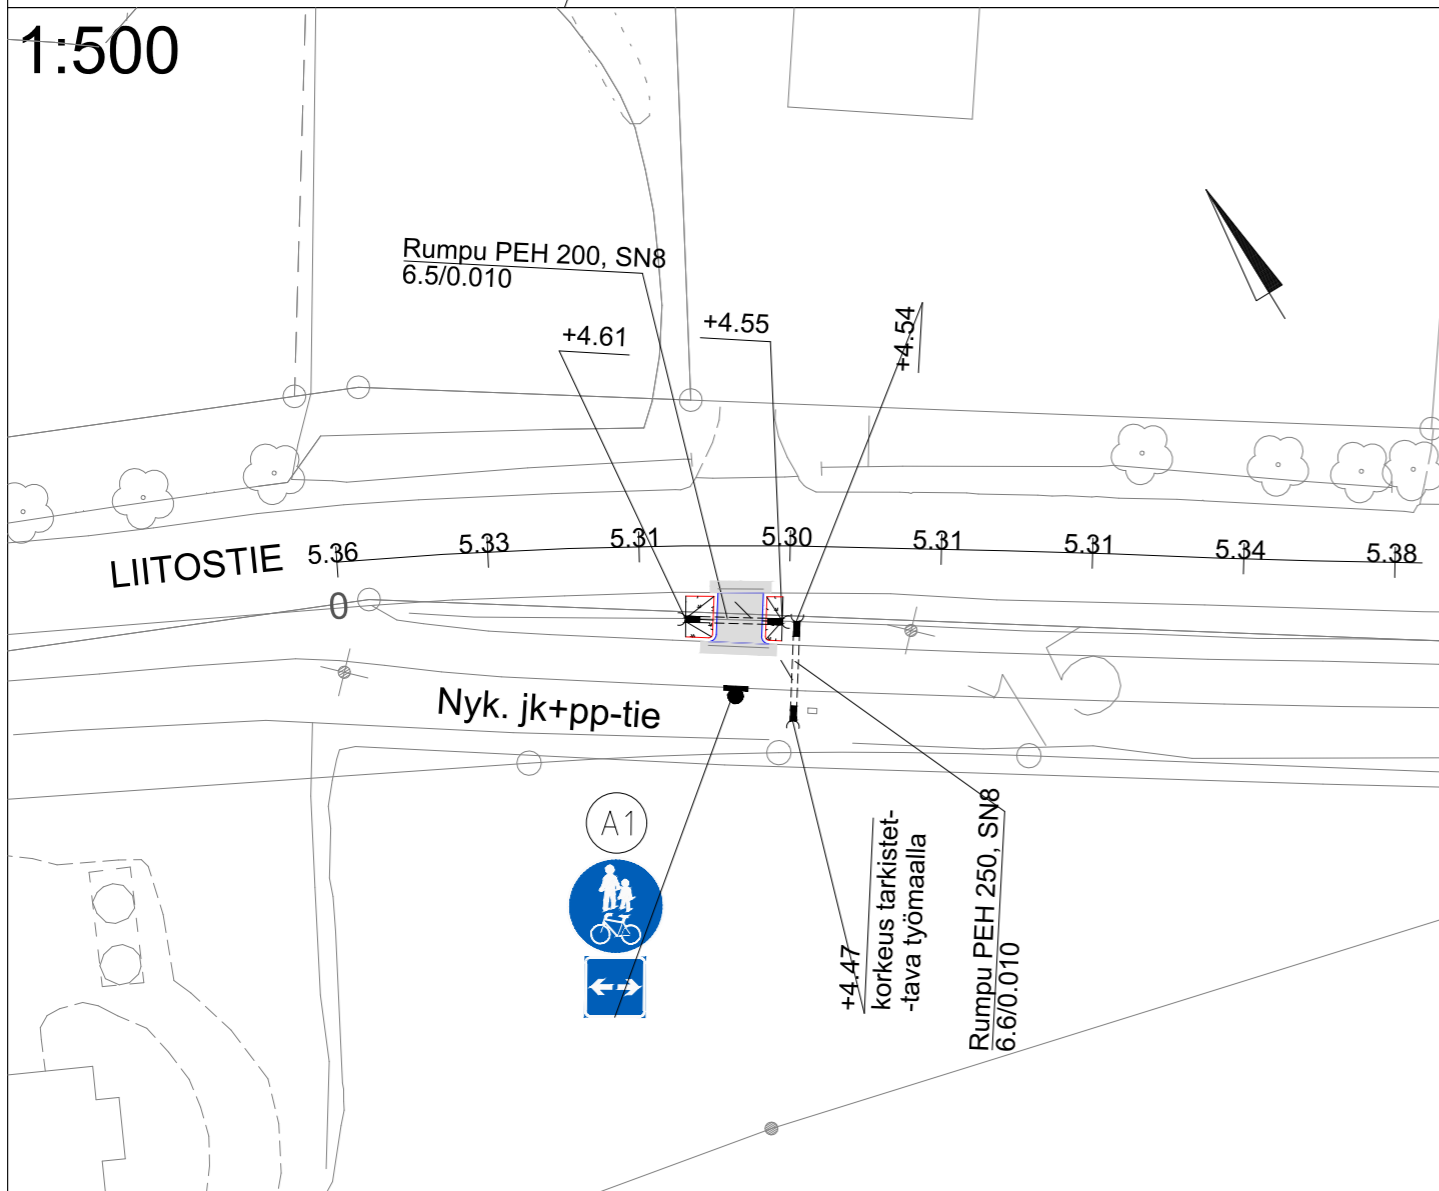 1:500
Rumpu PEH 200, SN8
6.5/0.010
+4.61
+4.55
+4.54
LIITOSTIE
5.36
5.33
5.31
5.30
5.31
5.31
5.34
5.38
0
Nyk. jk+pp-tie
A1
+4.47
korkeus tarkistet-
-tava työmaalla
Rumpu PEH 250, SN8
6.6/0.010